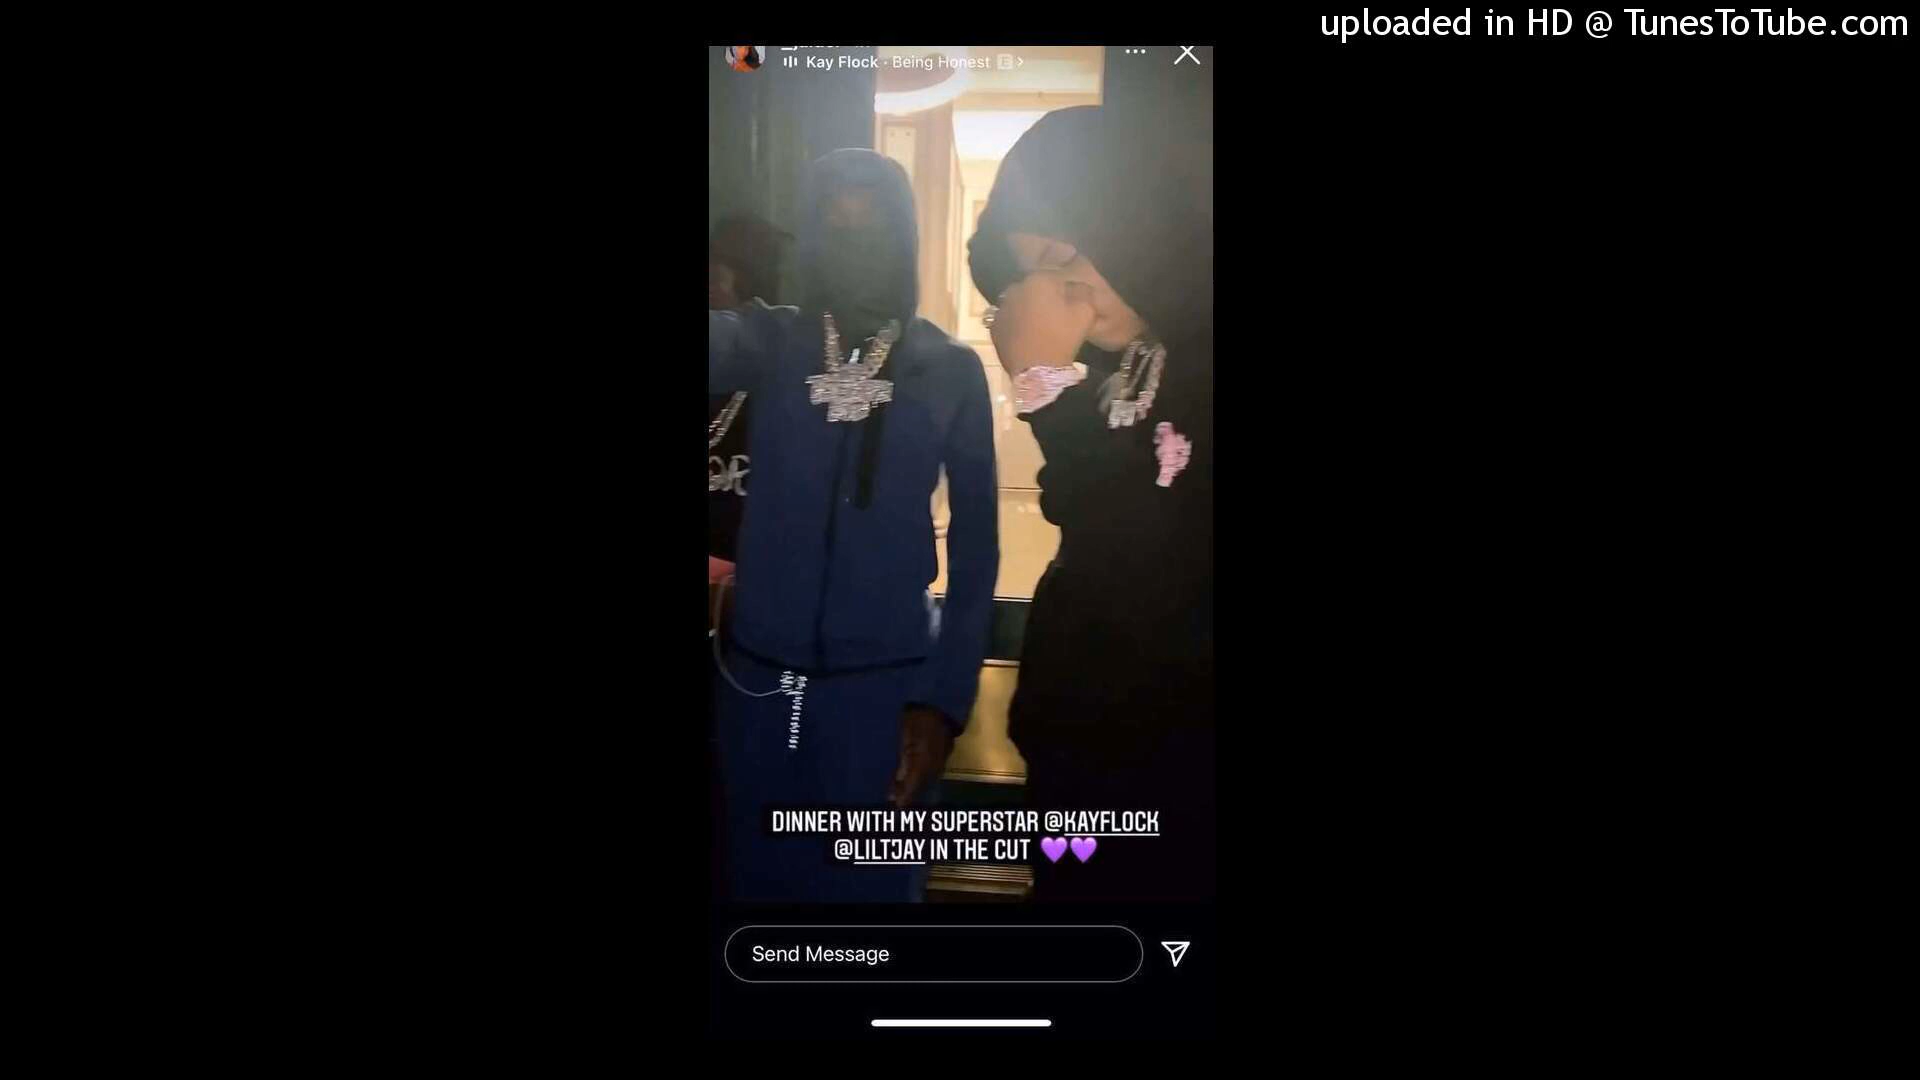 uploaded in HD @ TunesToTube.com
Kay Flock · Being Honest E
DINNER WITH MY SUPERSTAR @KAYFLOCK
@LILTJAY IN THE CUT 💜💜
Send Message